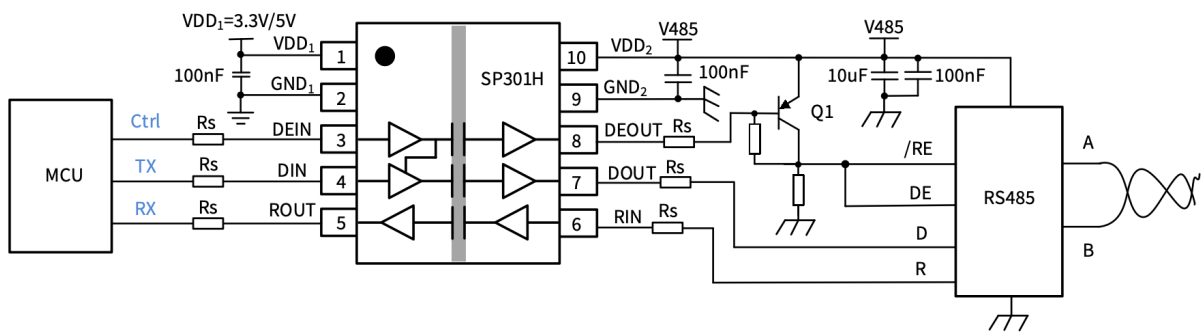 VDD₁=3.3V/5V
V485
V485
VDD₁
1
10
VDD₂
100nF
SP301H
100nF
10uF
100nF
GND₁
2
9
GND₂
Q1
Ctrl
Rs
DEIN
3
8
DEOUT
Rs
A
/RE
MCU
TX
Rs
DIN
4
7
DOUT
Rs
DE
RS485
RX
Rs
ROUT
5
6
RIN
Rs
D
B
R